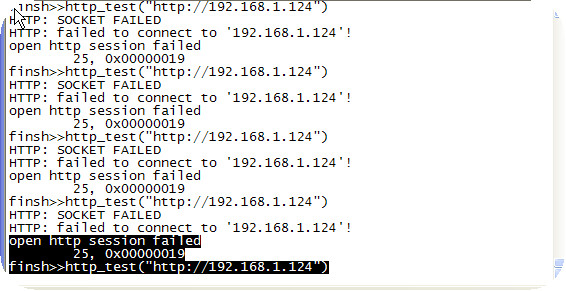 finsh>>http_test("http://192.168.1.124")
HTTP: SOCKET FAILED
HTTP: failed to connect to '192.168.1.124'!
open http session failed
25, 0x00000019
finsh>>http_test("http://192.168.1.124")
HTTP: SOCKET FAILED
HTTP: failed to connect to '192.168.1.124'!
open http session failed
25, 0x00000019
finsh>>http_test("http://192.168.1.124")
HTTP: SOCKET FAILED
HTTP: failed to connect to '192.168.1.124'!
open http session failed
25, 0x00000019
finsh>>http_test("http://192.168.1.124")
HTTP: SOCKET FAILED
HTTP: failed to connect to '192.168.1.124'!
open http session failed
25, 0x00000019
finsh>>http_test("http://192.168.1.124")